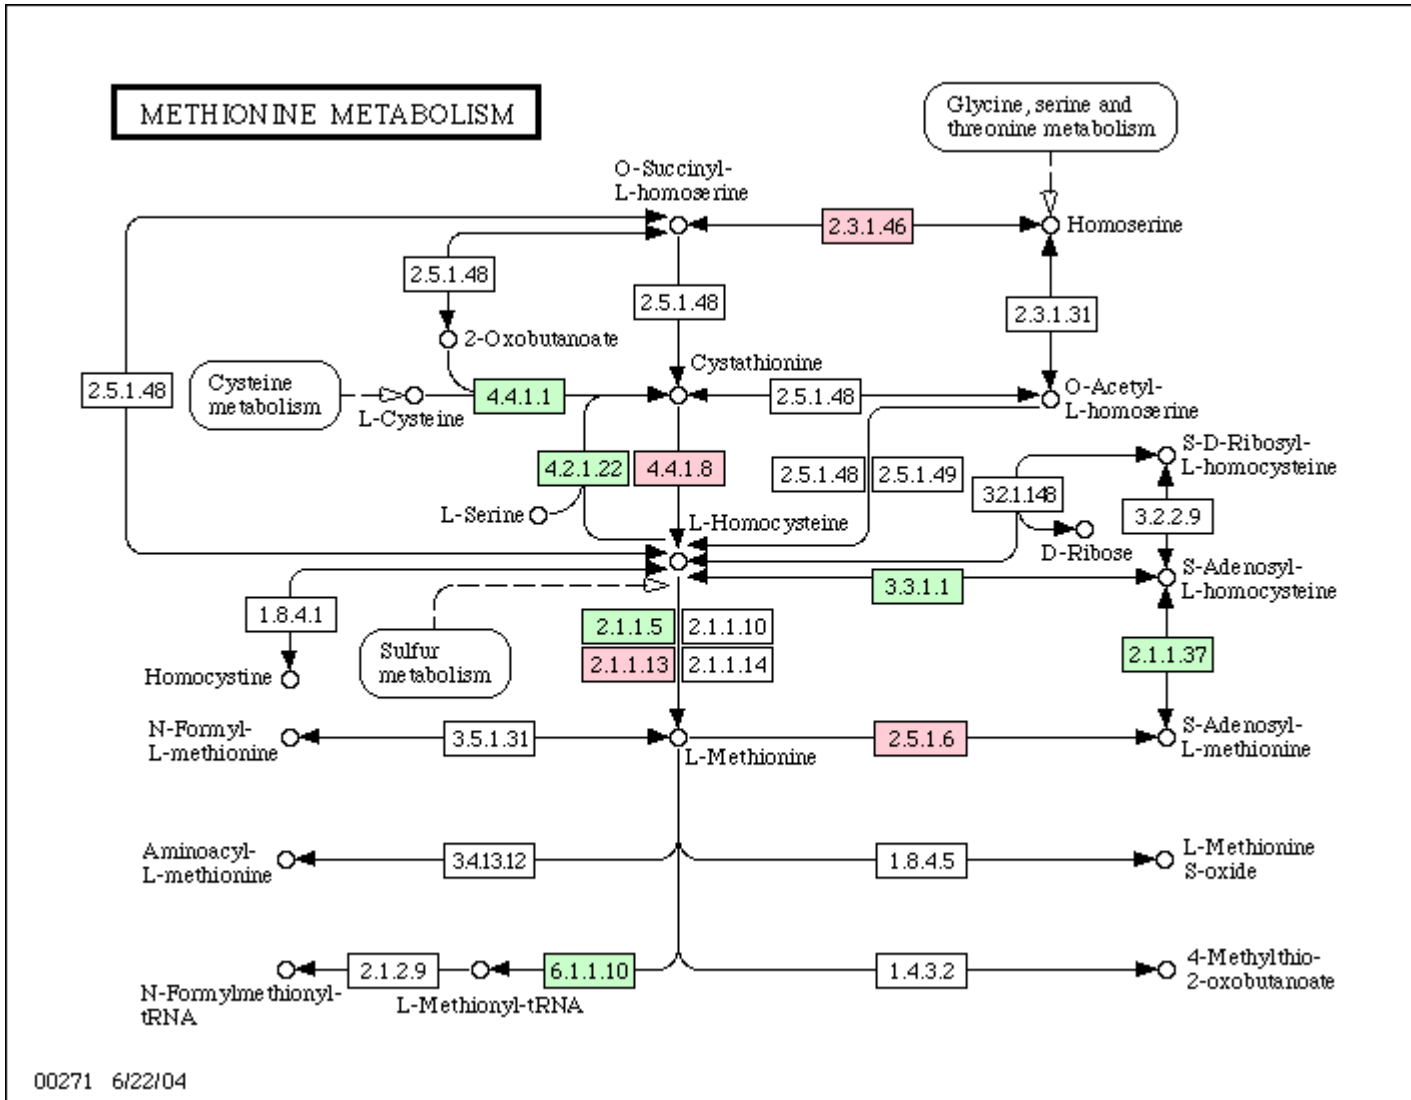 METHIONINE METABOLISM
Glycine, serine and
threonine metabolism
O-Succinyl-
L-homoserine
2.3.1.46
Homoserine
2.5.1.48
2.5.1.48
2.3.1.31
2-Oxobutanoate
Cystathionine
2.5.1.48
Cysteine
metabolism
L-Cysteine
4.4.1.1
2.5.1.48
O-Acetyl-
L-homoserine
4.2.1.22
4.4.1.8
2.5.1.48
2.5.1.49
S-D-Ribosyl-
L-homocysteine
3.2.1.148
L-Serine
L-Homocysteine
3.2.2.9
D-Ribose
3.3.1.1
S-Adenosyl-
L-homocysteine
1.8.4.1
2.1.1.5
2.1.1.10
Sulfur
metabolism
2.1.1.13
2.1.1.14
2.1.1.37
Homocystine
N-Formyl-
L-methionine
3.5.1.31
L-Methionine
2.5.1.6
S-Adenosyl-
L-methionine
Aminoacyl-
L-methionine
3.4.13.12
1.8.4.5
L-Methionine
S-oxide
2.1.2.9
6.1.1.10
1.4.3.2
4-Methylthio-
2-oxobutanoate
N-Formylmethionyl-
tRNA
L-Methionyl-tRNA
00271 6/22/04